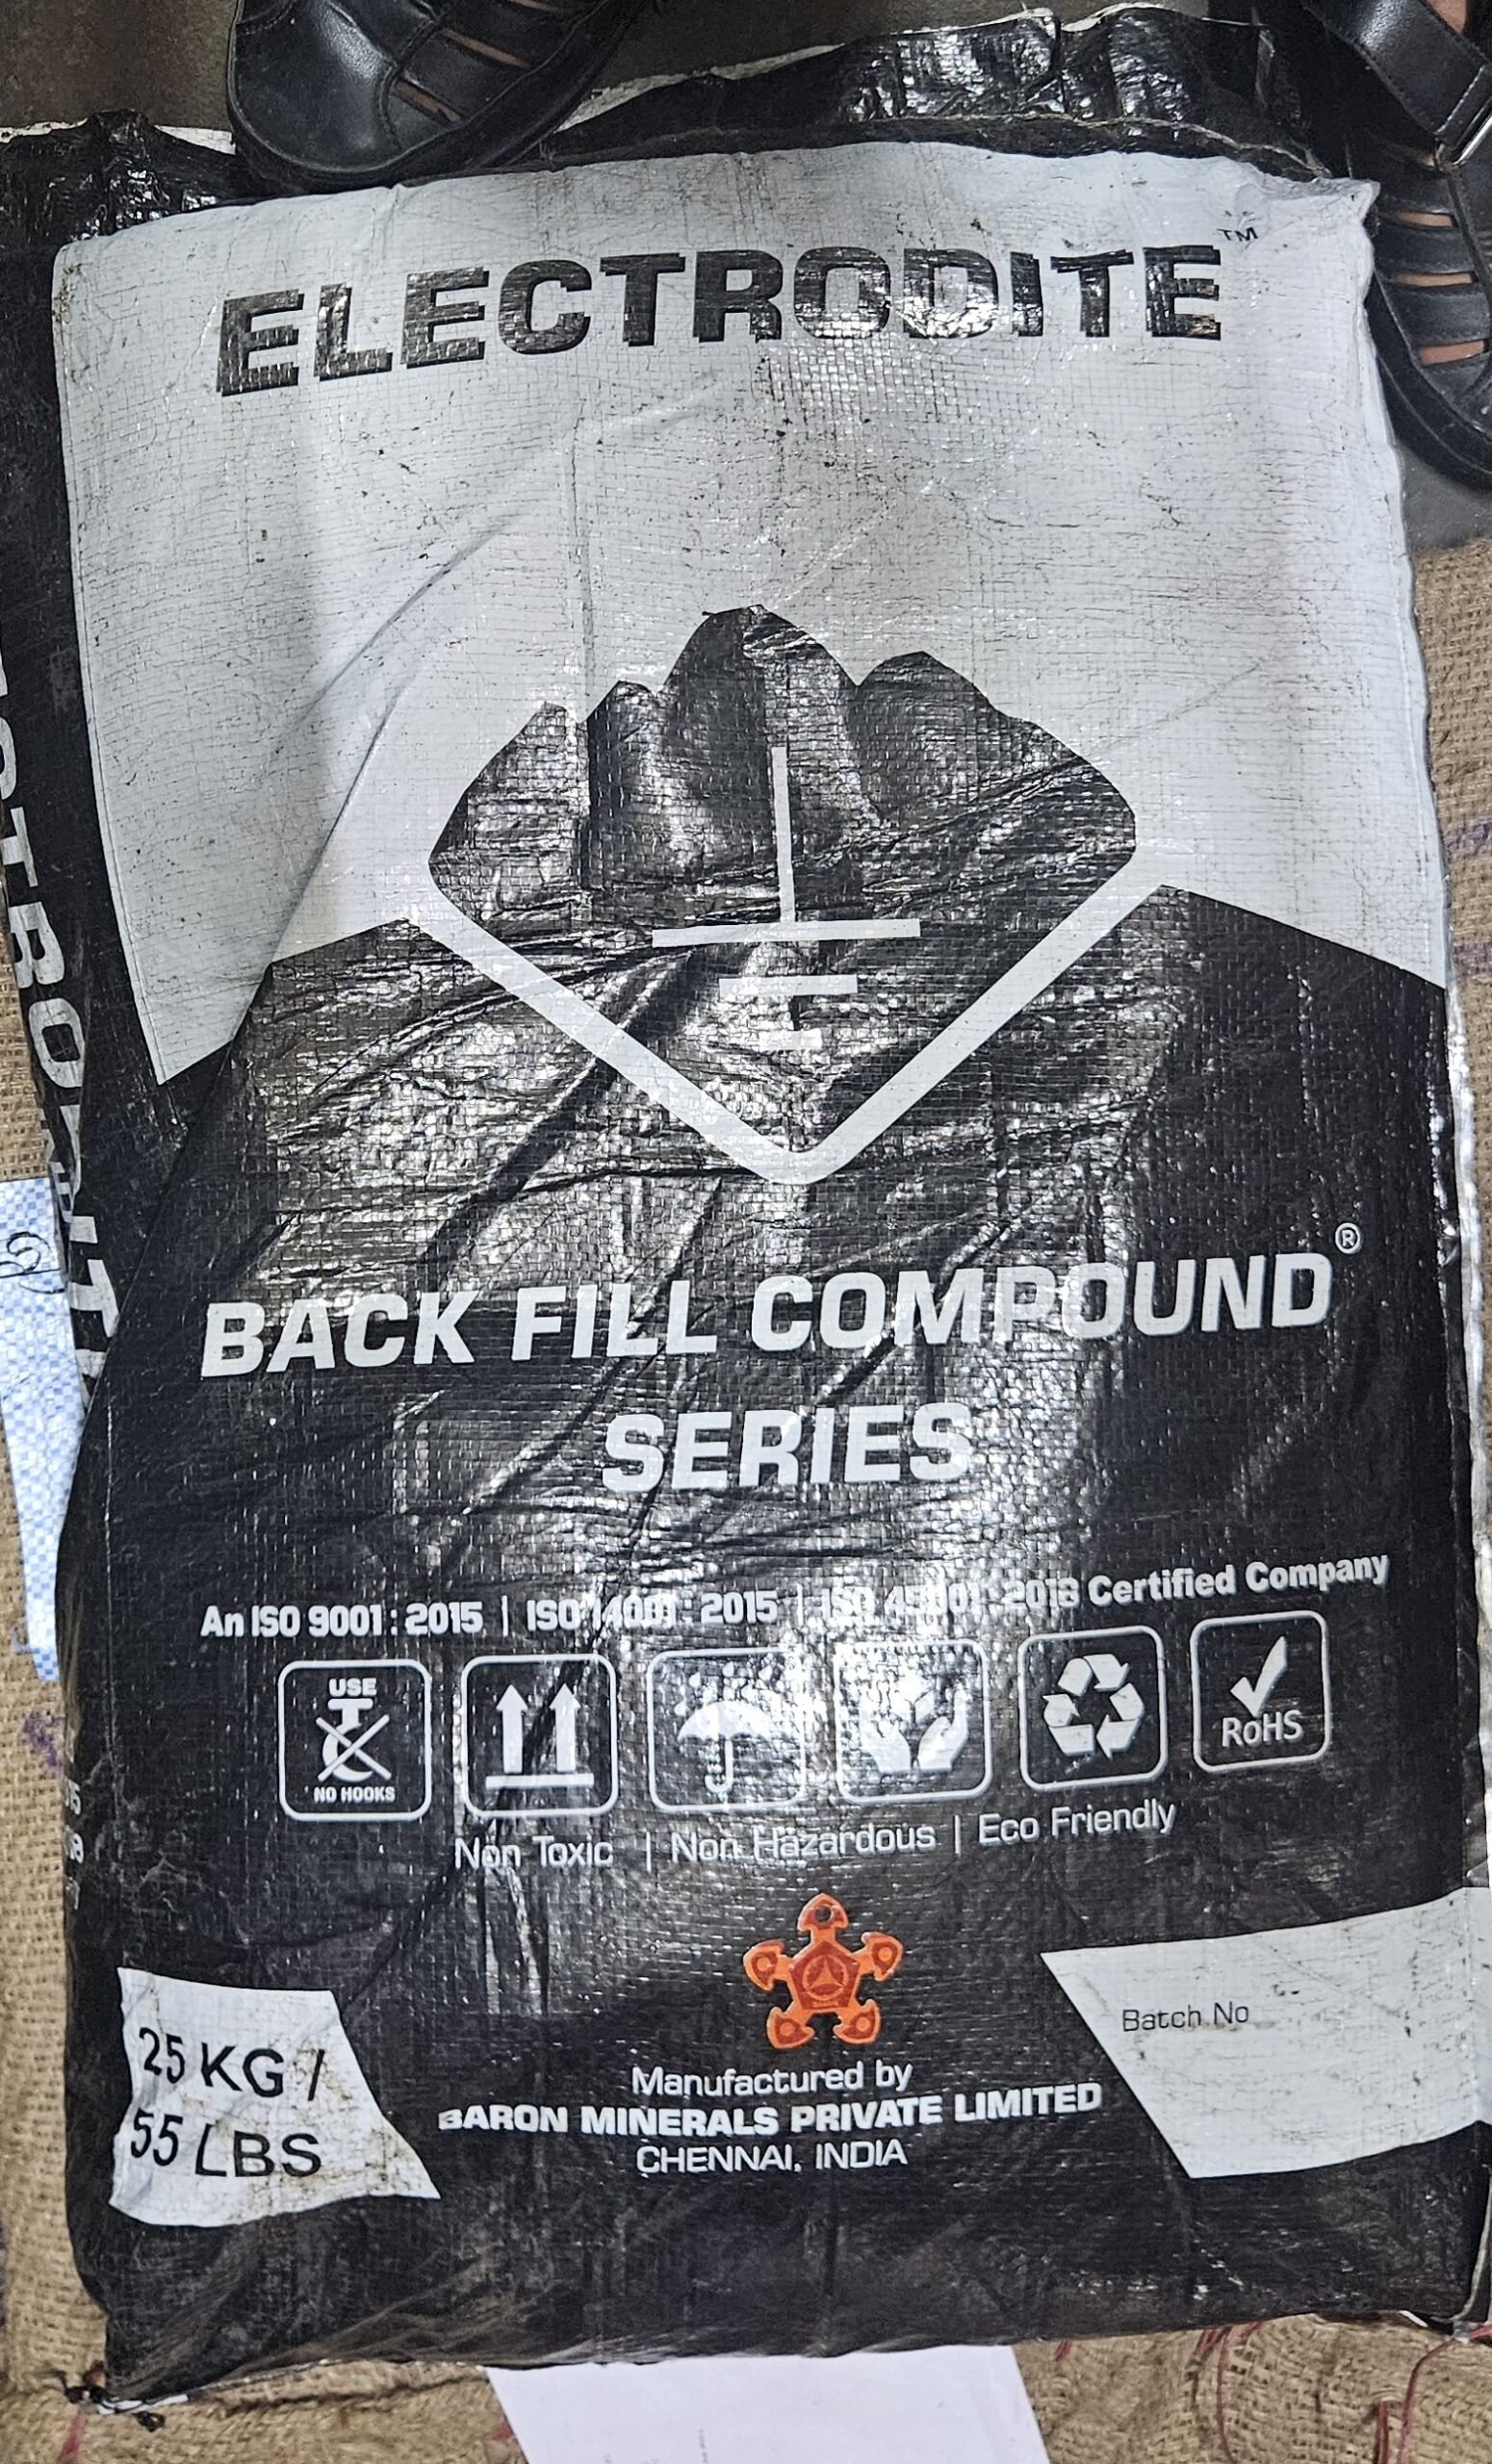 ELECTRODITE™
BACK FILL COMPOUND®
SERIES
An ISO 9001 : 2015 | ISO 14001 : 2015 | ISO 45001 : 2018 Certified Company
USE
NO HOOKS
RoHS
Non Toxic | Non Hazardous | Eco Friendly
25 KG /
55 LBS
Manufactured by
BARON MINERALS PRIVATE LIMITED
CHENNAI, INDIA
Batch No